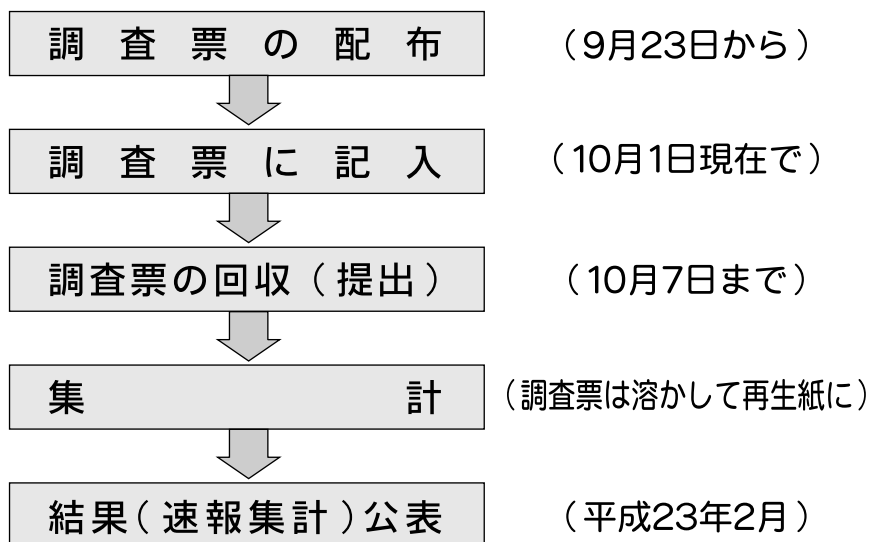 調査票の配布 （9月23日から）
調査票に記入 （10月1日現在で）
調査票の回収（提出） （10月7日まで）
集計 （調査票は溶かして再生紙に）
結果（速報集計）公表 （平成23年2月）